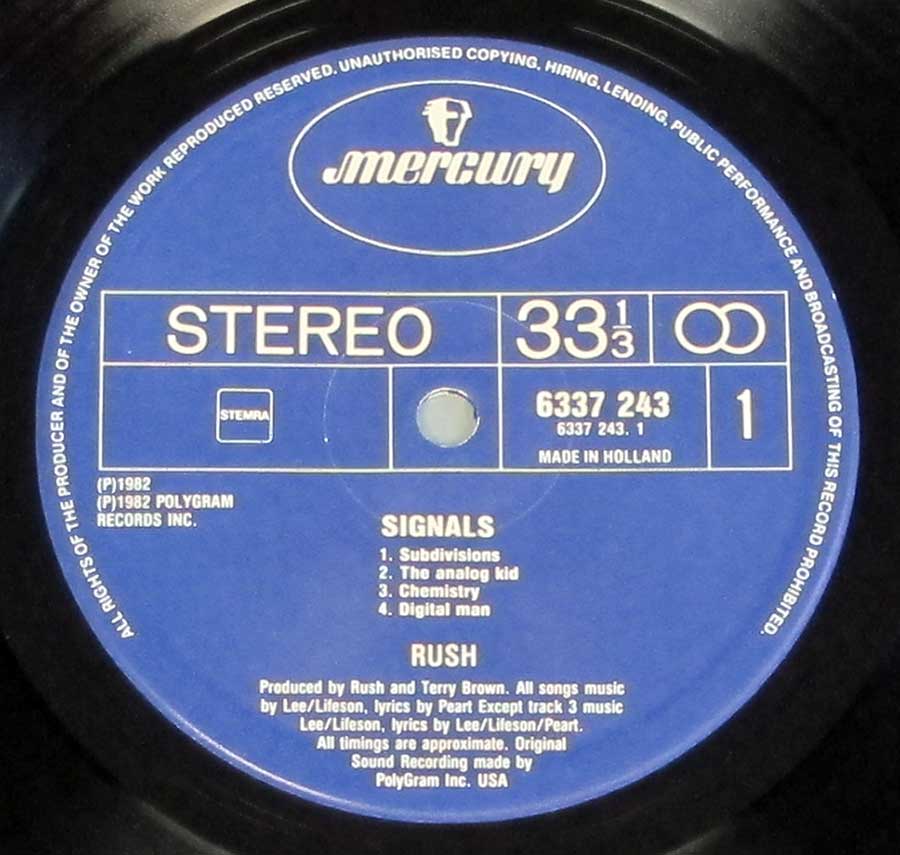 ALL RIGHTS OF THE PRODUCER AND OF THE OWNER OF THE WORK REPRODUCED RESERVED. UNAUTHORISED COPYING, HIRING, LENDING, PUBLIC PERFORMANCE AND BROADCASTING OF THIS RECORD PROHIBITED.
mercury
STEREO 33 1/3
STEMRA
6337 243
6337 243. 1
MADE IN HOLLAND
1
(P)1982
(P)1982 POLYGRAM
RECORDS INC.
SIGNALS
1. Subdivisions
2. The analog kid
3. Chemistry
4. Digital man
RUSH
Produced by Rush and Terry Brown. All songs music
by Lee/Lifeson, lyrics by Peart Except track 3 music
Lee/Lifeson, lyrics by Lee/Lifeson/Peart.
All timings are approximate. Original
Sound Recording made by
PolyGram Inc. USA